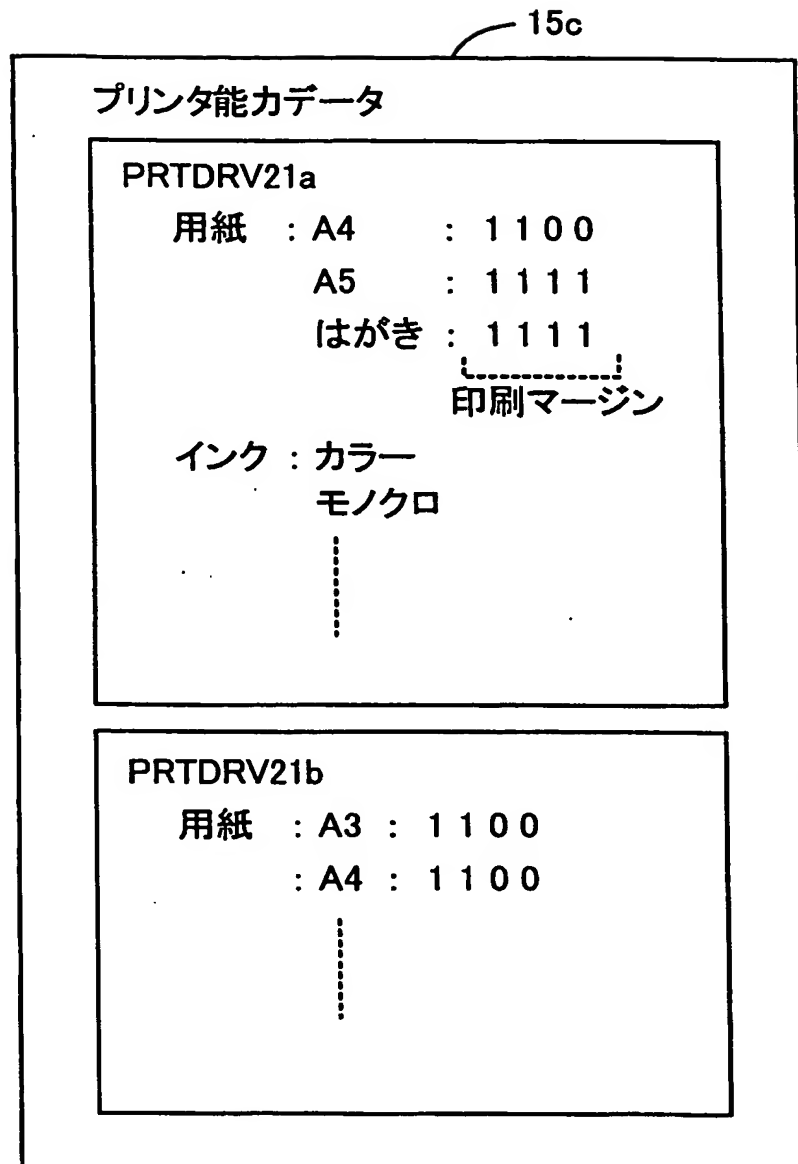 15c
プリンタ能力データ
PRTDRV21a
用紙 : A4 : 1100
A5 : 1111
はがき : 1111
印刷マージン
インク : カラー
モノクロ
PRTDRV21b
用紙 : A3 : 1100
: A4 : 1100